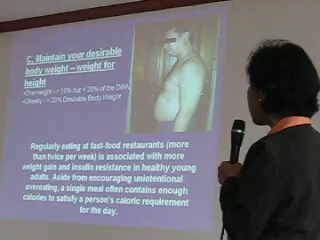 C. Maintain your desirable
body weight – weight for
height
•Overweight - > 10% but < 20% of the DBW
•Obesity - > 20% Desirable Body Weight
Regularly eating at fast-food restaurants (more
than twice per week) is associated with more
weight gain and insulin resistance in healthy young
adults. Aside from encouraging unintentional
overeating, a single meal often contains enough
calories to satisfy a person's caloric requirement
for the day.